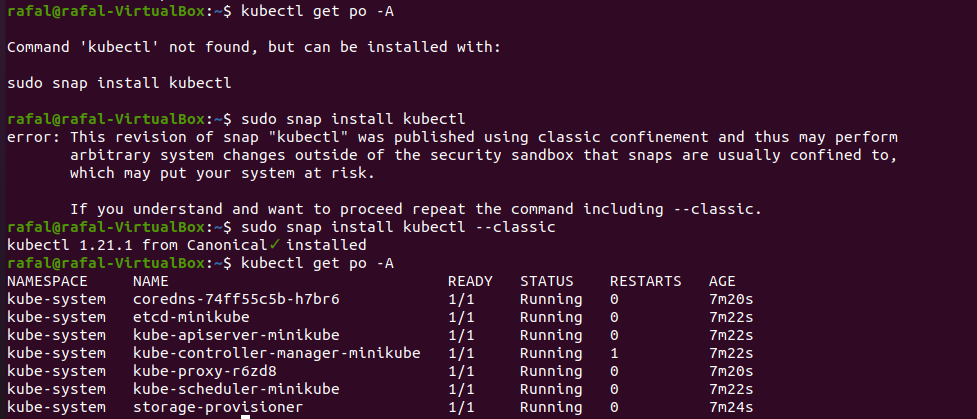 rafal@rafal-VirtualBox:~$ kubectl get po -A
Command 'kubectl' not found, but can be installed with:
sudo snap install kubectl
rafal@rafal-VirtualBox:~$ sudo snap install kubectl
error: This revision of snap "kubectl" was published using classic confinement and thus may perform
arbitrary system changes outside of the security sandbox that snaps are usually confined to,
which may put your system at risk.
If you understand and want to proceed repeat the command including --classic.
rafal@rafal-VirtualBox:~$ sudo snap install kubectl --classic
kubectl 1.21.1 from Canonical✓ installed
rafal@rafal-VirtualBox:~$ kubectl get po -A
NAMESPACE NAME READY STATUS RESTARTS AGE
kube-system coredns-74ff55c5b-h7br6 1/1 Running 0 7m20s
kube-system etcd-minikube 1/1 Running 0 7m22s
kube-system kube-apiserver-minikube 1/1 Running 0 7m22s
kube-system kube-controller-manager-minikube 1/1 Running 1 7m22s
kube-system kube-proxy-r6zd8 1/1 Running 0 7m20s
kube-system kube-scheduler-minikube 1/1 Running 0 7m22s
kube-system storage-provisioner 1/1 Running 0 7m24s